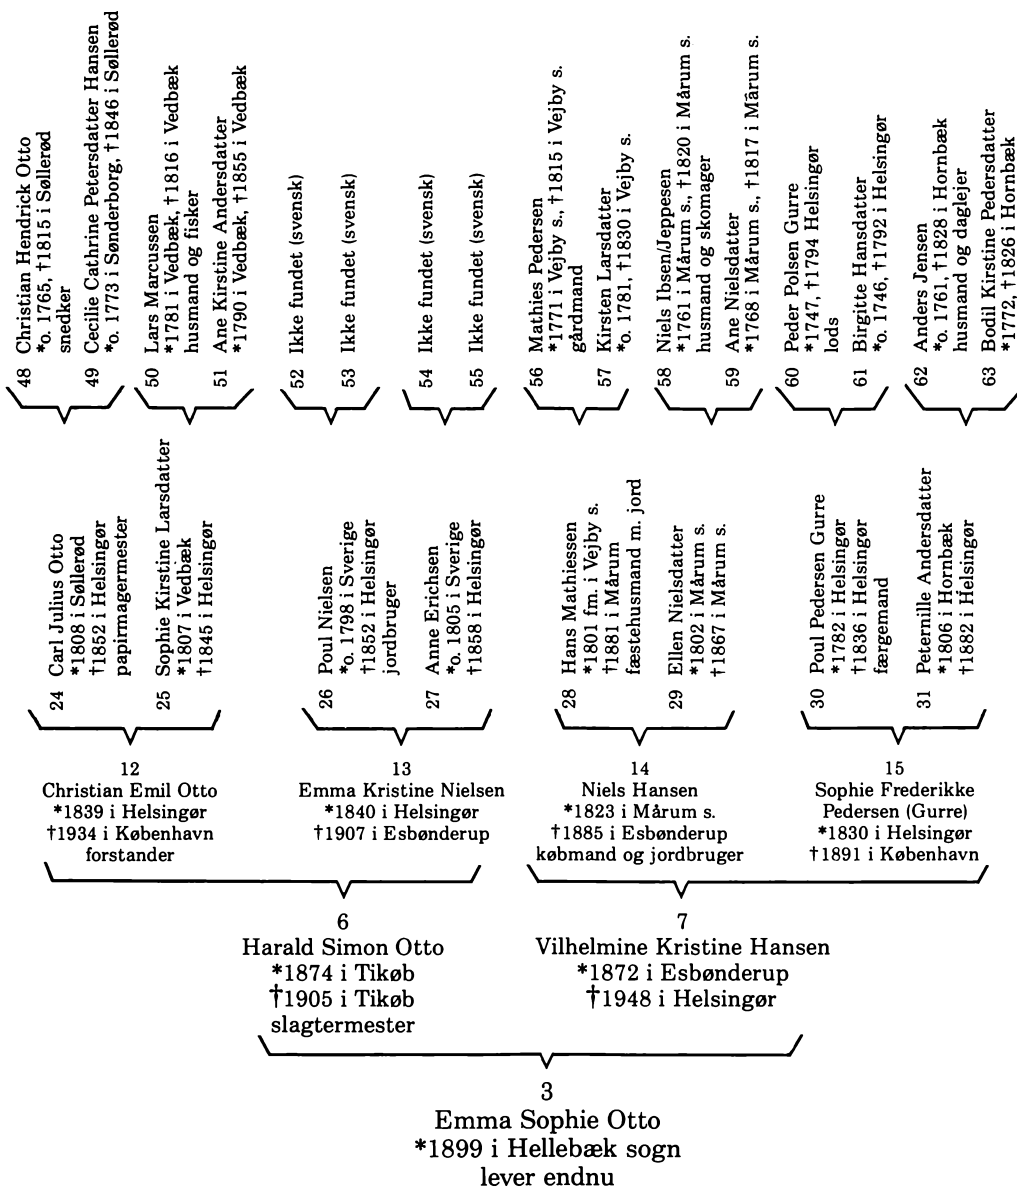 48 Christian Hendrick Otto
*o. 1765, †1815 i Søllerød
snedker
49 Cecilie Cathrine Petersdatter Hansen
*o. 1773 i Sønderborg, †1846 i Søllerød
50 Lars Marcussen
*1781 i Vedbæk, †1816 i Vedbæk
husmand og fisker
51 Ane Kirstine Andersdatter
*1790 i Vedbæk, †1855 i Vedbæk
52 Ikke fundet (svensk)
53 Ikke fundet (svensk)
54 Ikke fundet (svensk)
55 Ikke fundet (svensk)
56 Mathies Pedersen
*1771 i Vejby s., †1815 i Vejby s.
gårdmand
57 Kirsten Larsdatter
*o. 1781, †1830 i Vejby s.
58 Niels Ibsen/Jeppesen
*1761 i Mårum s., †1820 i Mårum s.
husmand og skomager
59 Ane Nielsdatter
*1768 i Mårum s., †1817 i Mårum s.
60 Peder Polsen Gurre
*1747, †1794 Helsingør
lods
61 Birgitte Hansdatter
*o. 1746, †1792 i Helsingør
62 Anders Jensen
*o. 1761, †1828 i Hornbæk
husmand og daglejer
63 Bodil Kirstine Pedersdatter
*1772, †1826 i Hornbæk
24 Carl Julius Otto
*1808 i Søllerød
†1852 i Helsingør
papirmagermester
25 Sophie Kirstine Larsdatter
*1807 i Vedbæk
†1845 i Helsingør
26 Poul Nielsen
*o. 1798 i Sverige
†1852 i Helsingør
jordbruger
27 Anne Erichsen
*o. 1805 i Sverige
†1858 i Helsingør
28 Hans Mathiessen
*1801 fm. i Vejby s.
†1881 i Mårum
fæstehusmand m. jord
29 Ellen Nielsdatter
*1802 i Mårum s.
†1867 i Mårum s.
30 Poul Pedersen Gurre
*1782 i Helsingør
†1836 i Helsingør
færgemand
31 Peternille Andersdatter
*1806 i Hornbæk
†1882 i Helsingør
12
Christian Emil Otto
*1839 i Helsingør
†1934 i København
forstander
13
Emma Kristine Nielsen
*1840 i Helsingør
†1907 i Esbønderup
14
Niels Hansen
*1823 i Mårum s.
†1885 i Esbønderup
købmand og jordbruger
15
Sophie Frederikke
Pedersen (Gurre)
*1830 i Helsingør
†1891 i København
6
Harald Simon Otto
*1874 i Tikøb
†1905 i Tikøb
slagtermester
7
Vilhelmine Kristine Hansen
*1872 i Esbønderup
†1948 i Helsingør
3
Emma Sophie Otto
*1899 i Hellebæk sogn
lever endnu